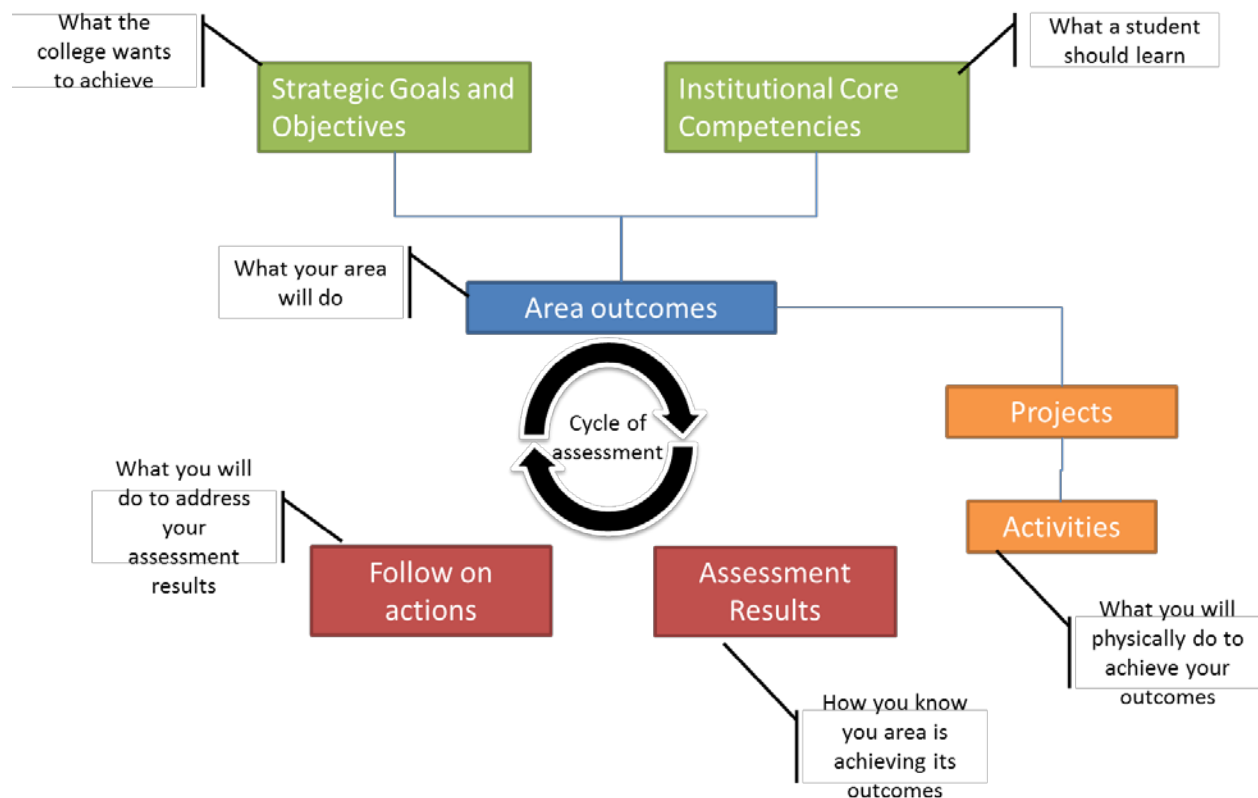 What the
college wants
to achieve
What a student
should learn
Strategic Goals and
Objectives
Institutional Core
Competencies
What your area
will do
Area outcomes
Cycle of
assessment
Projects
Activities
What you will
do to address
your
assessment
results
Follow on
actions
Assessment
Results
What you will
physically do to
achieve your
outcomes
How you know
you area is
achieving its
outcomes